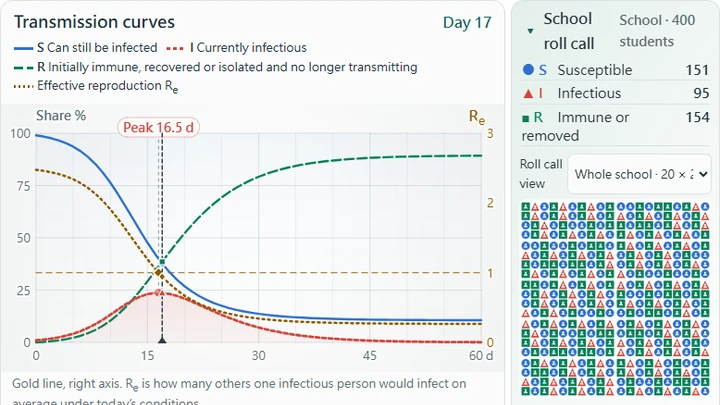 Transmission curves
Day 17
S Can still be infected I Currently infectious
R Initially immune, recovered or isolated and no longer transmitting
Effective reproduction Re
Share %
Re
Peak 16.5 d
100
75
50
25
0
3
2
1
0
0 15 30 45 60 d
Gold line, right axis. Re is how many others one infectious person would infect on
average under today's conditions.
School roll call
School · 400 students
S Susceptible 151
I Infectious 95
R Immune or removed 154
Roll call view
Whole school · 20 ×